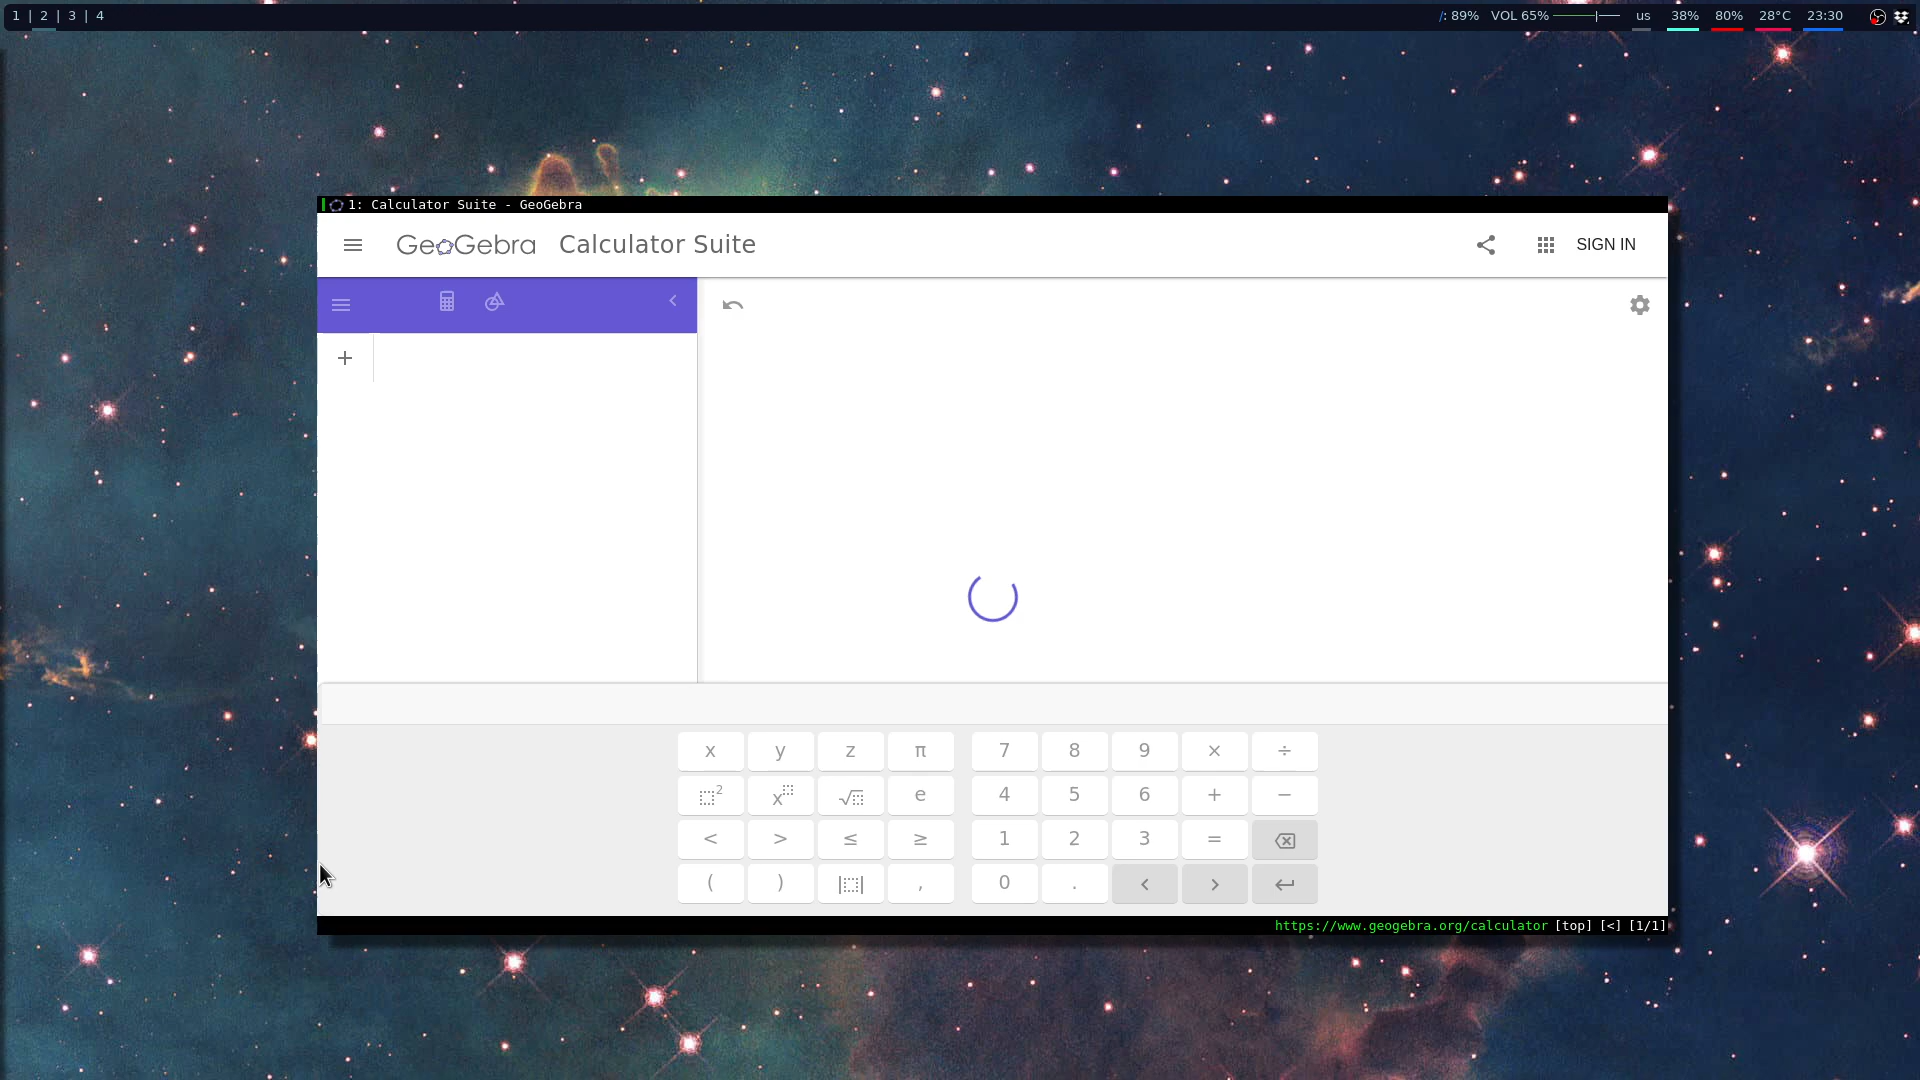 1 | 2 | 3 | 4
/: 89% VOL 65% us 38% 80% 28°C 23:30
1: Calculator Suite - GeoGebra
GeoGebra Calculator Suite SIGN IN
x y z π 7 8 9 × ÷
2 x √ e 4 5 6 + −
< > ≤ ≥ 1 2 3 =
( ) | | , 0 . < >
https://www.geogebra.org/calculator [top] [<] [1/1]